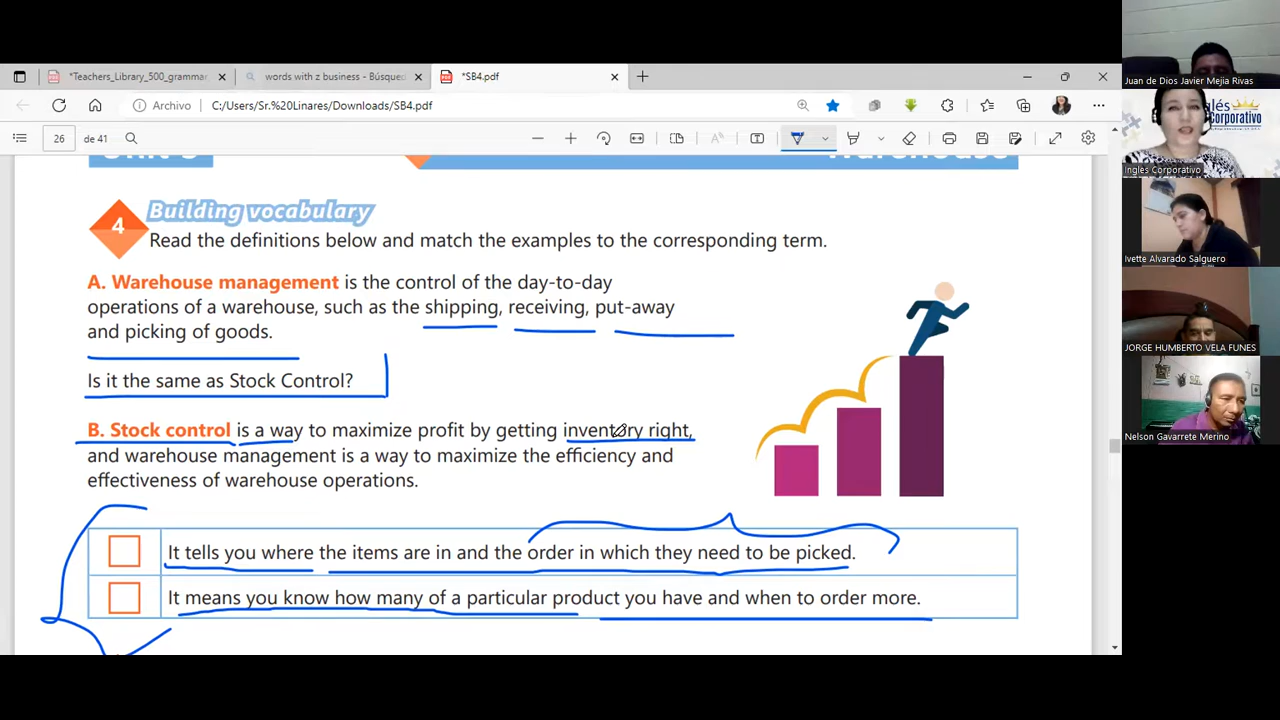 *Teachers_Library_500_grammar
words with z business - Búsqued
*SB4.pdf
Archivo
C:/Users/Sr.%20Linares/Downloads/SB4.pdf
26
de 41
Warehouse
4
Building vocabulary
Read the definitions below and match the examples to the corresponding term.
A. Warehouse management is the control of the day-to-day
operations of a warehouse, such as the shipping, receiving, put-away
and picking of goods.
Is it the same as Stock Control?
B. Stock control is a way to maximize profit by getting inventory right,
and warehouse management is a way to maximize the efficiency and
effectiveness of warehouse operations.
It tells you where the items are in and the order in which they need to be picked.
It means you know how many of a particular product you have and when to order more.
Juan de Dios Javier Mejía Rivas
Corporativo
Ingles Corporativo
Ivette Alvarado Salguero
JORGE HUMBERTO VELA FUNES
Nelson Gavarrete Merino